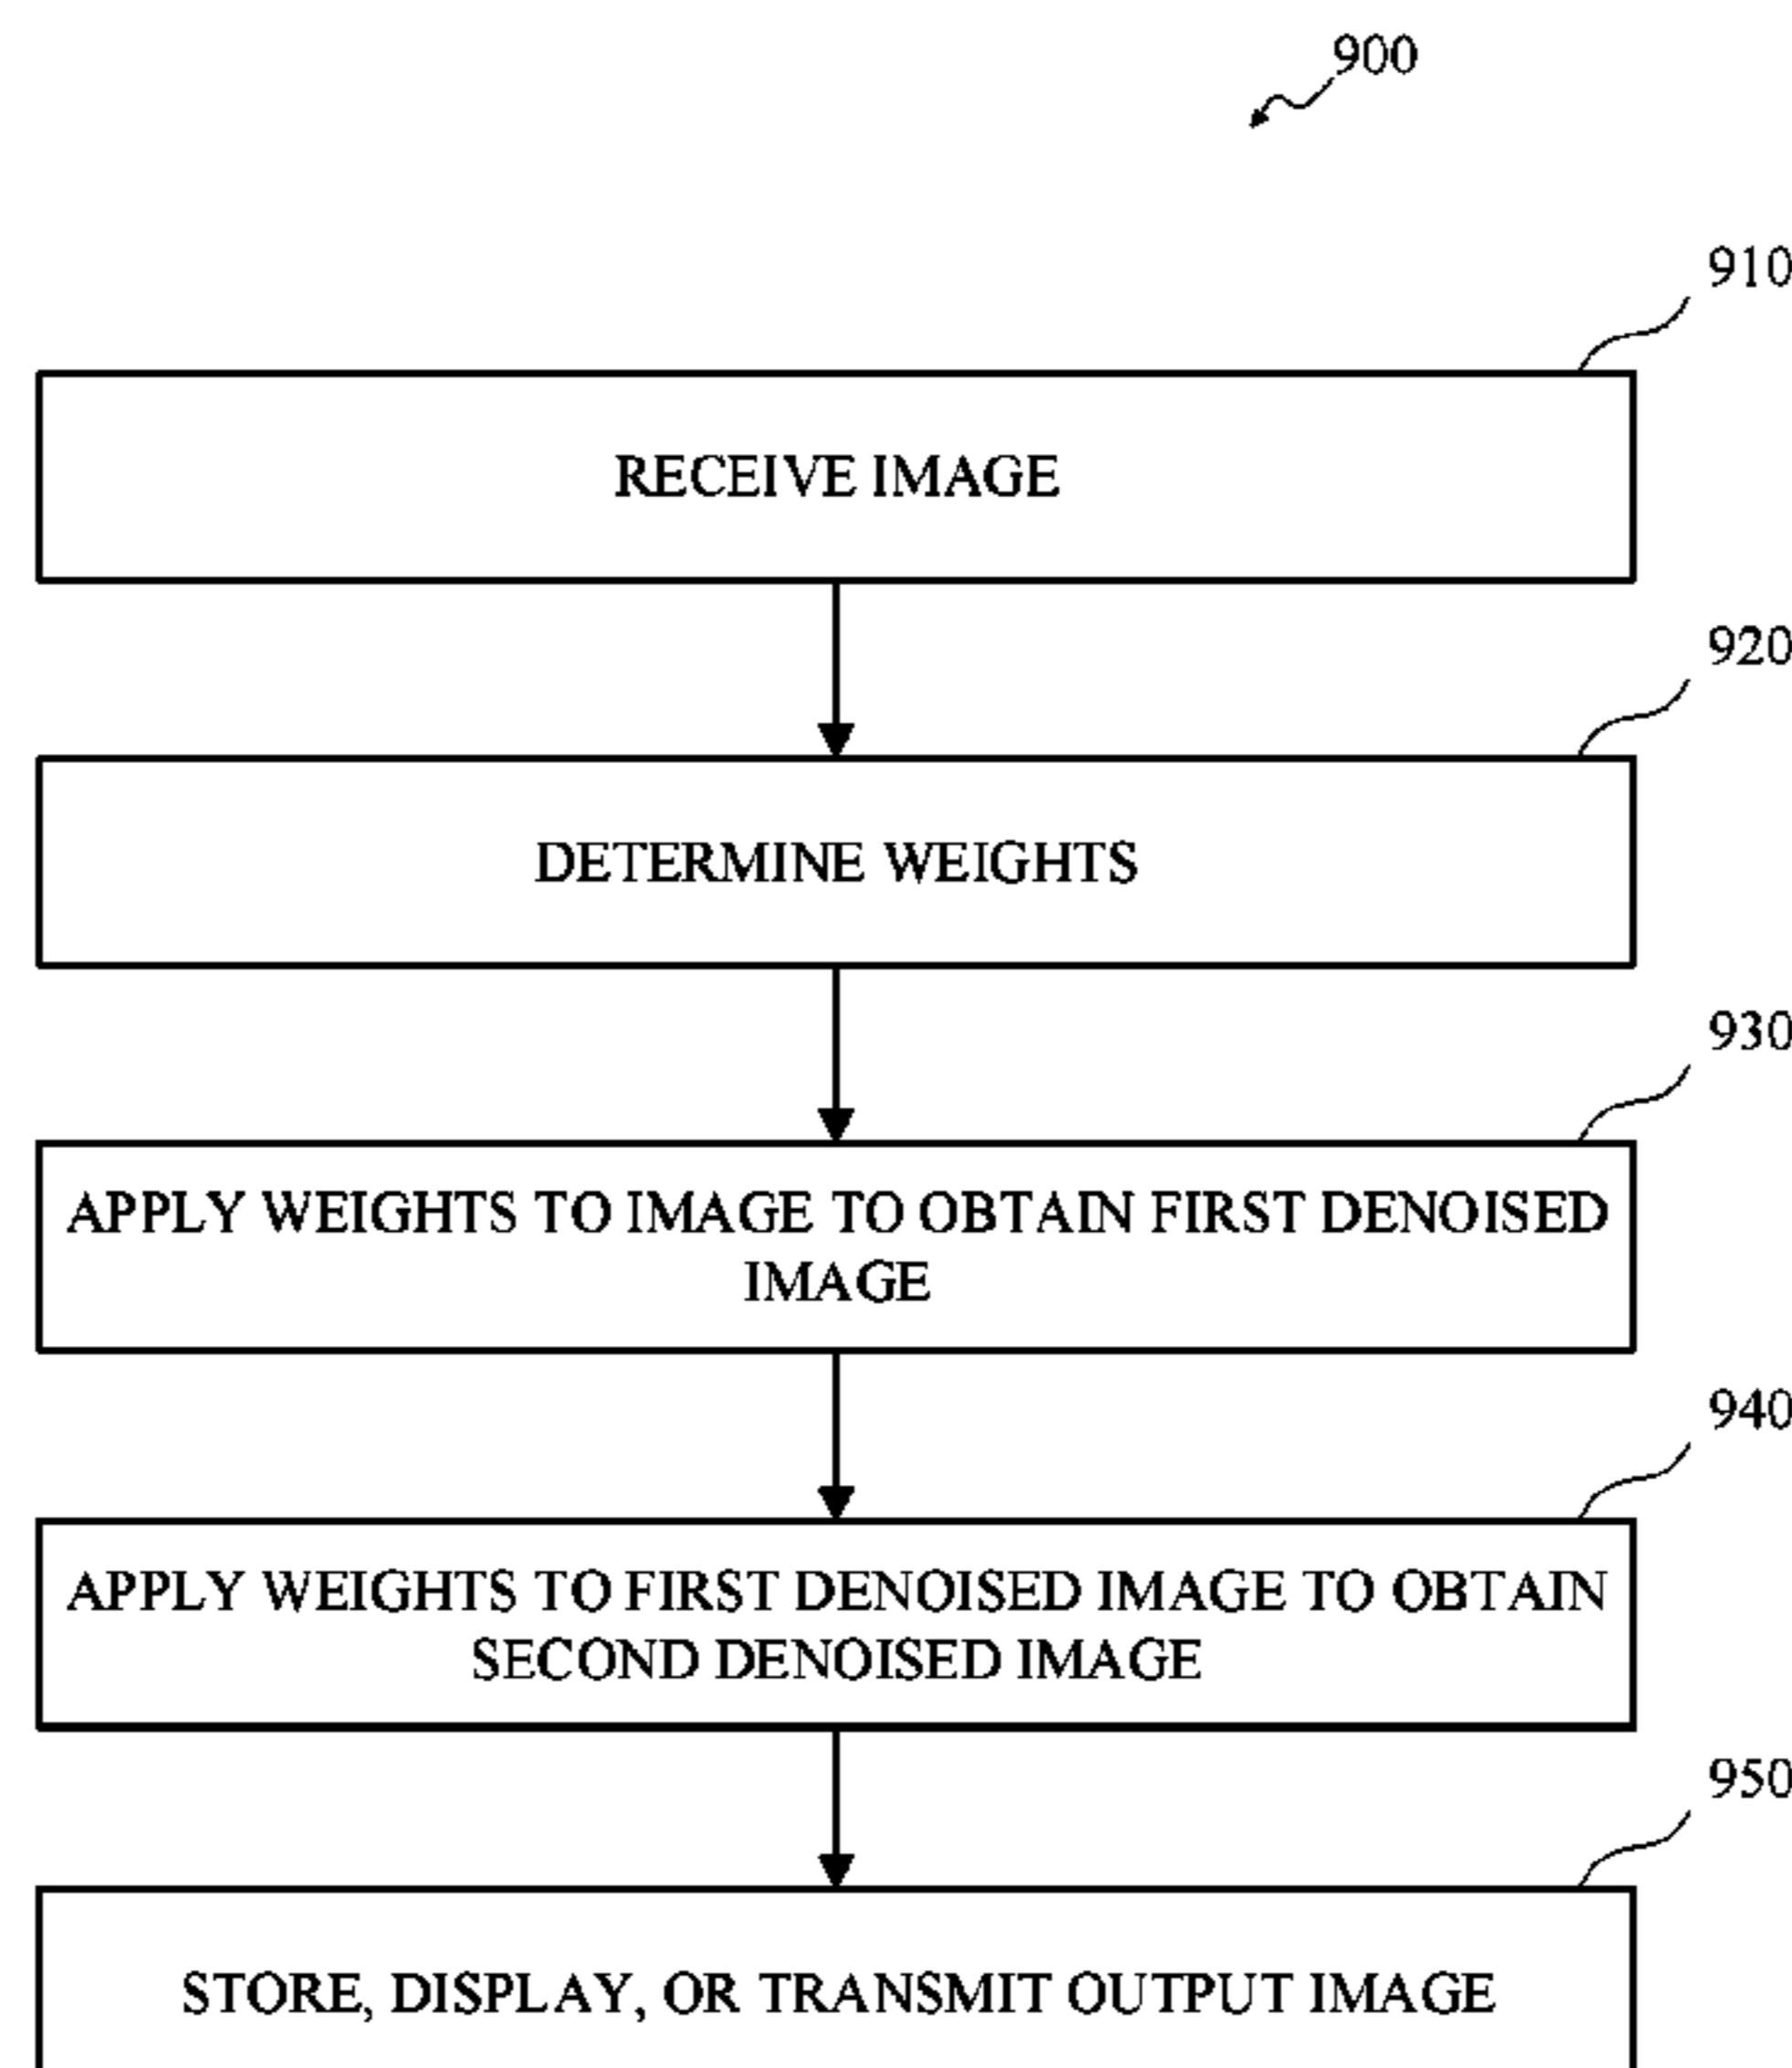 900
910
RECEIVE IMAGE
920
DETERMINE WEIGHTS
930
APPLY WEIGHTS TO IMAGE TO OBTAIN FIRST DENOISED
IMAGE
940
APPLY WEIGHTS TO FIRST DENOISED IMAGE TO OBTAIN
SECOND DENOISED IMAGE
950
STORE, DISPLAY, OR TRANSMIT OUTPUT IMAGE